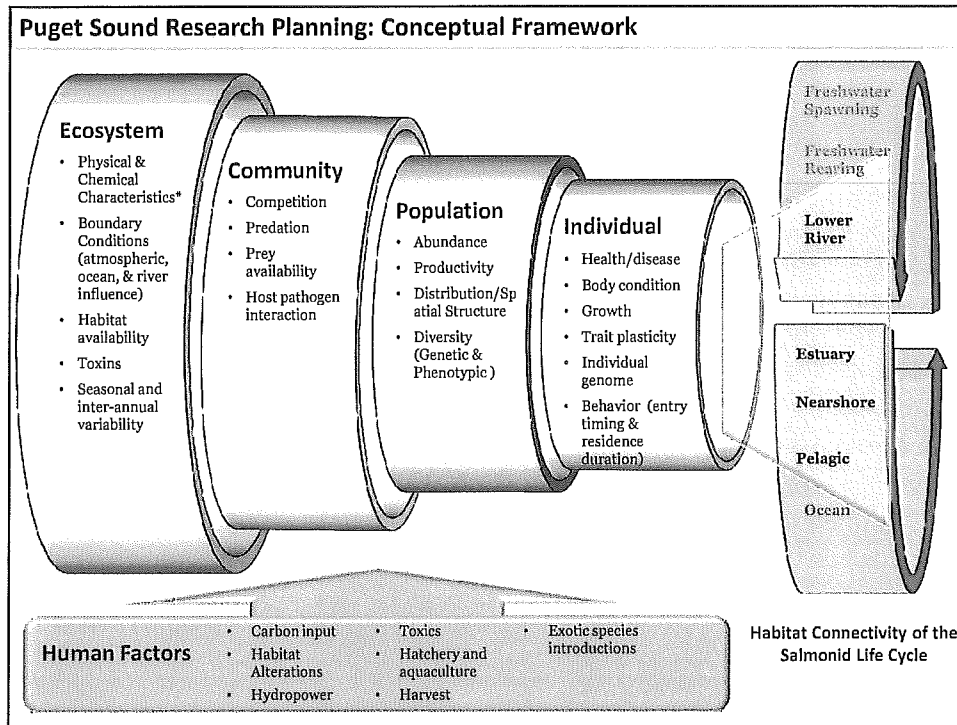 Puget Sound Research Planning: Conceptual Framework
Ecosystem
• Physical &
Chemical
Characteristics*
• Boundary
Conditions
(atmospheric,
ocean, & river
influence)
• Habitat
availability
• Toxins
• Seasonal and
inter-annual
variability
Community
• Competition
• Predation
• Prey
availability
• Host pathogen
interaction
Population
• Abundance
• Productivity
• Distribution/Sp
atial Structure
• Diversity
(Genetic &
Phenotypic )
Individual
• Health/disease
• Body condition
• Growth
• Trait plasticity
• Individual
genome
• Behavior (entry
timing &
residence
duration)
Freshwater
Spawning
Freshwater
Rearing
Lower
River
Estuary
Nearshore
Pelagic
Ocean
Habitat Connectivity of the
Salmonid Life Cycle
Human Factors
• Carbon input
• Habitat
Alterations
• Hydropower
• Toxics
• Hatchery and
aquaculture
• Harvest
• Exotic species
introductions